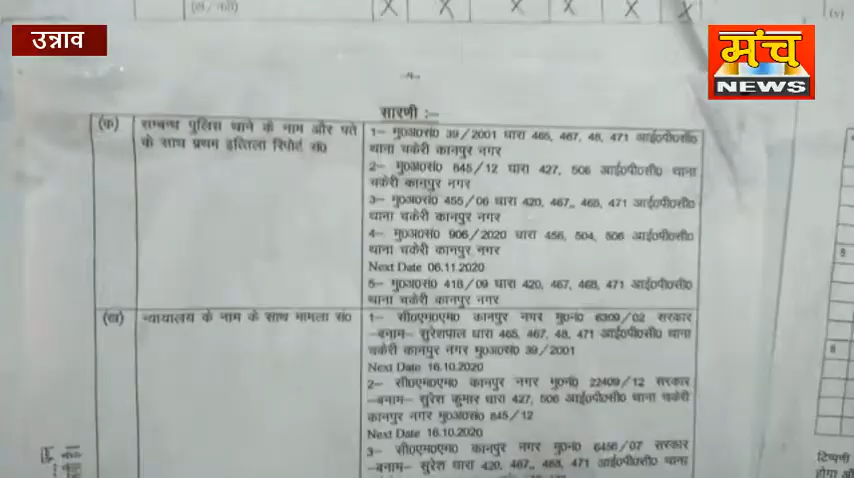 (ख/नहीं)
X X X X X X
(v)
उन्नाव
मंच
NEWS
सारणी :-
(क) सम्बन्ध पुलिस थाने के नाम और पते
के साथ प्रथम इत्तिला रिपोर्ट सं०
1- मु०अ०सं० 39/2001 धारा 465, 467, 48, 471 आई०पी०सी०
थाना चकेरी कानपुर नगर
2- मु०अ०सं० 845/12 धारा 427, 506 आई०पी०सी० थाना
चकेरी कानपुर नगर
3- मु०अ०सं० 455/06 धारा 420, 467,, 468, 471 आई०पी०सी०
थाना चकेरी कानपुर नगर
4- मु०अ०सं० 906/2020 धारा 456, 504, 506 आई०पी०सी०
थाना चकेरी कानपुर नगर
Next Date 06.11.2020
5- मु०अ०सं० 418/09 धारा 420, 467, 468, 471 आई०पी०सी०
थाना चकेरी कानपुर नगर
(ख) न्यायालय के नाम के साथ मामला सं०
1- सी०एम०एम० कानपुर नगर मु०नं० 6309/02 सरकार
-बनाम- सुरेशपाल धारा 465, 467, 48, 471 आई०पी०सी० थाना
चकेरी कानपुर नगर मु०अ०सं० 39/2001
Next Date 16.10.2020
2- सी०एम०एम० कानपुर नगर मु०नं० 22409/12 सरकार
-बनाम- सुरेश कुमार धारा 427, 506 आई०पी०सी० थाना चकेरी
कानपुर नगर मु०अ०सं० 845/12
Next Date 16.10.2020
3- सी०एम०एम० कानपुर नगर मु०नं० 6456/07 सरकार
-बनाम- सुरेश धारा 420, 467,, 468, 471 आई०पी०सी० थाना
5
6
टिप्पणी
होगा